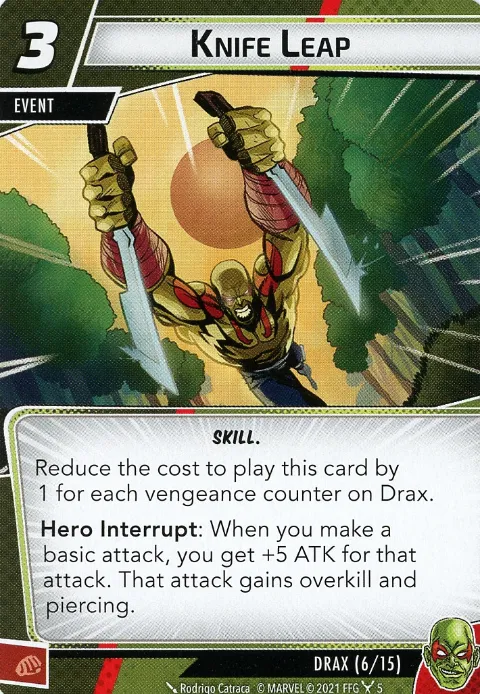 3
KNIFE LEAP
EVENT
SKILL.
Reduce the cost to play this card by
1 for each vengeance counter on Drax.
Hero Interrupt: When you make a
basic attack, you get +5 ATK for that
attack. That attack gains overkill and
piercing.
DRAX (6/15)
Rodrigo Catraca © MARVEL © 2021 FFG 5